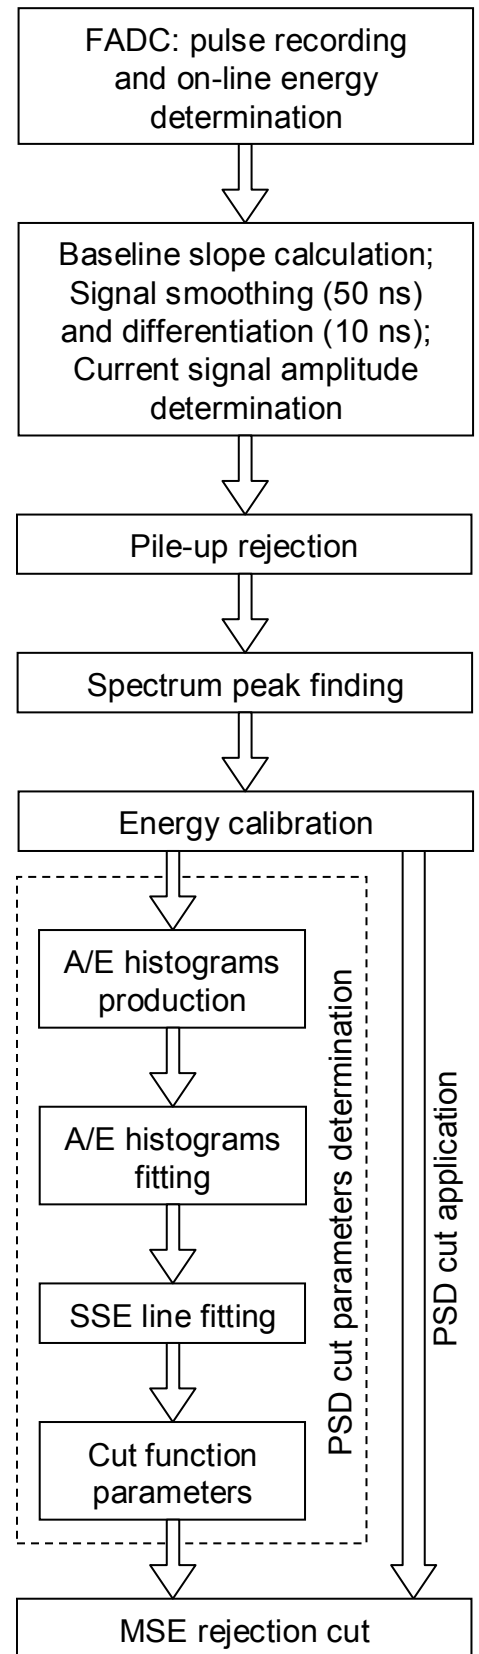 FADC: pulse recording
and on-line energy
determination
Baseline slope calculation;
Signal smoothing (50 ns)
and differentiation (10 ns);
Current signal amplitude
determination
Pile-up rejection
Spectrum peak finding
Energy calibration
A/E histograms
production
A/E histograms
fitting
SSE line fitting
Cut function
parameters
PSD cut parameters determination
PSD cut application
MSE rejection cut